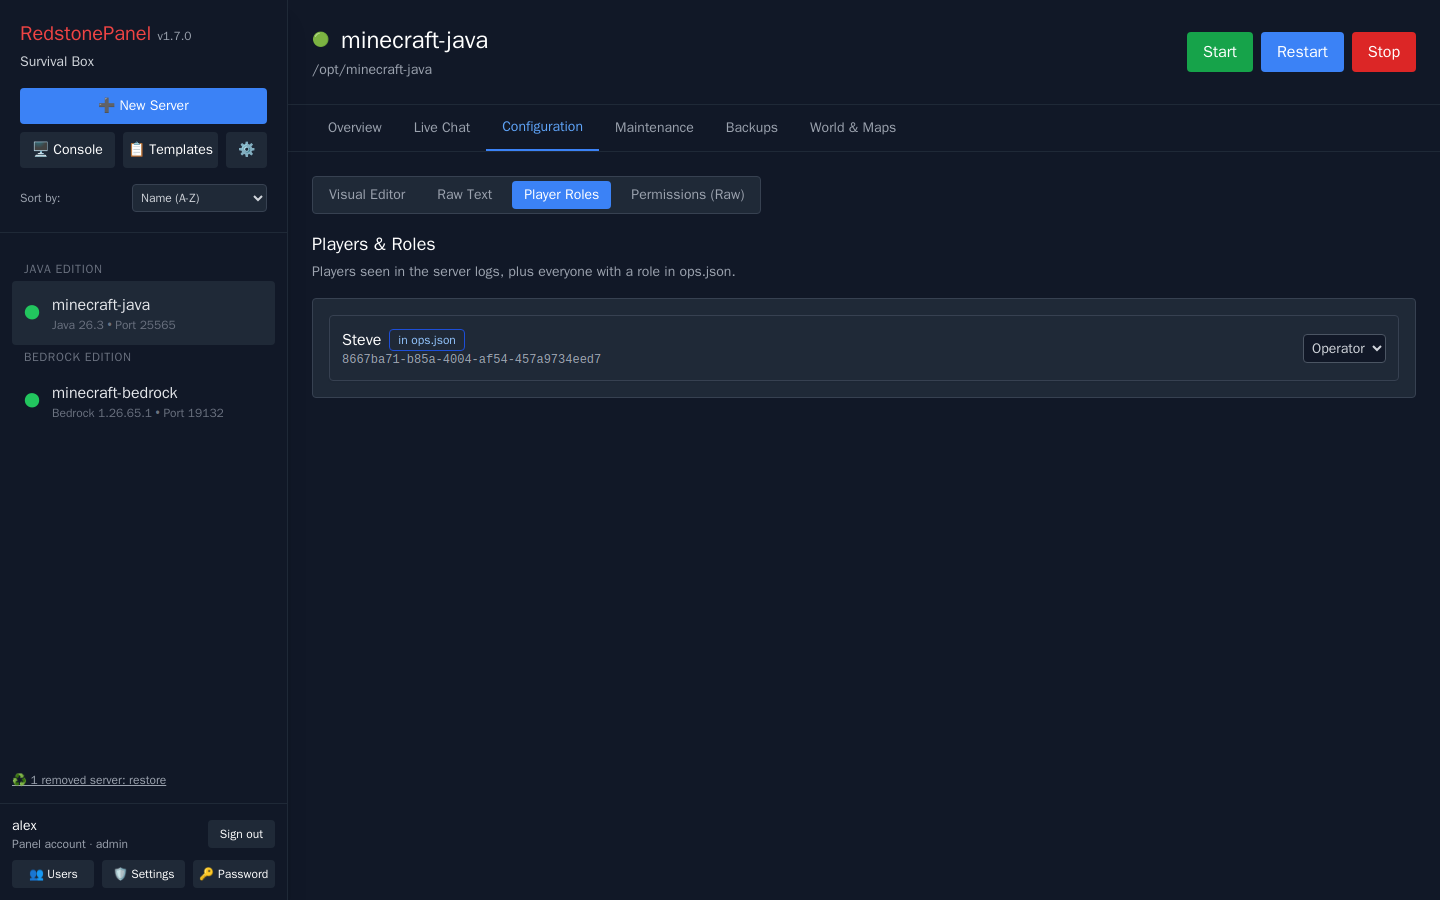 RedstonePanel v1.7.0
Survival Box
New Server
Console
Templates
Sort by:
Name (A-Z)
JAVA EDITION
minecraft-java
Java 26.3 • Port 25565
BEDROCK EDITION
minecraft-bedrock
Bedrock 1.26.65.1 • Port 19132
1 removed server: restore
alex
Panel account · admin
Sign out
Users
Settings
Password
minecraft-java
/opt/minecraft-java
Start
Restart
Stop
Overview
Live Chat
Configuration
Maintenance
Backups
World & Maps
Visual Editor
Raw Text
Player Roles
Permissions (Raw)
Players & Roles
Players seen in the server logs, plus everyone with a role in ops.json.
Steve in ops.json
8667ba71-b85a-4004-af54-457a9734eed7
Operator